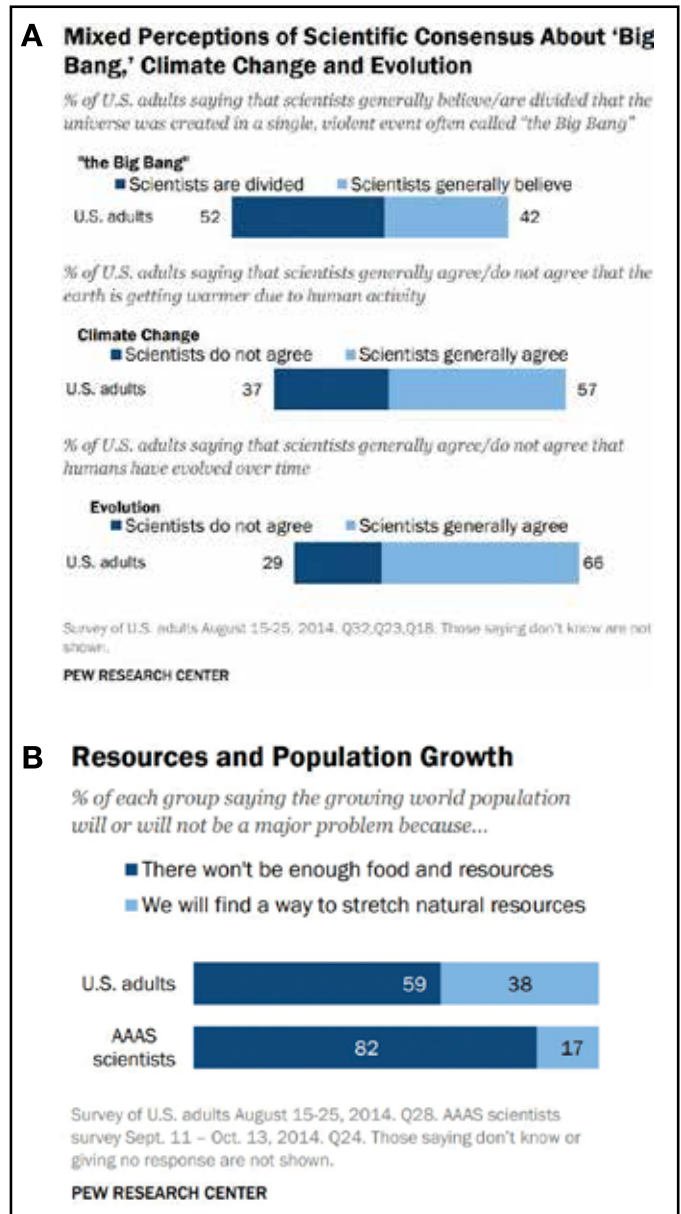 A Mixed Perceptions of Scientific Consensus About ‘Big
Bang,’ Climate Change and Evolution
% of U.S. adults saying that scientists generally believe/are divided that the
universe was created in a single, violent event often called "the Big Bang"
"the Big Bang"
Scientists are divided Scientists generally believe
U.S. adults 52 42
% of U.S. adults saying that scientists generally agree/do not agree that the
earth is getting warmer due to human activity
Climate Change
Scientists do not agree Scientists generally agree
U.S. adults 37 57
% of U.S. adults saying that scientists generally agree/do not agree that
humans have evolved over time
Evolution
Scientists do not agree Scientists generally agree
U.S. adults 29 66
Survey of U.S. adults August 15-25, 2014. Q32,Q23,Q18. Those saying don't know are not
shown.
PEW RESEARCH CENTER
B Resources and Population Growth
% of each group saying the growing world population
will or will not be a major problem because...
There won't be enough food and resources
We will find a way to stretch natural resources
U.S. adults 59 38
AAAS
scientists 82 17
Survey of U.S. adults August 15-25, 2014. Q28. AAAS scientists
survey Sept. 11 – Oct. 13, 2014. Q24. Those saying don't know or
giving no response are not shown.
PEW RESEARCH CENTER